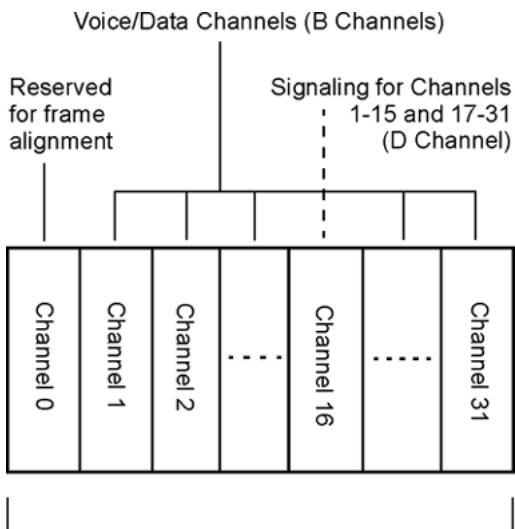 Voice/Data Channels (B Channels)
Reserved
for frame
alignment
Signaling for Channels
1-15 and 17-31
(D Channel)
Channel 0
Channel 1
Channel 2
Channel 16
Channel 31